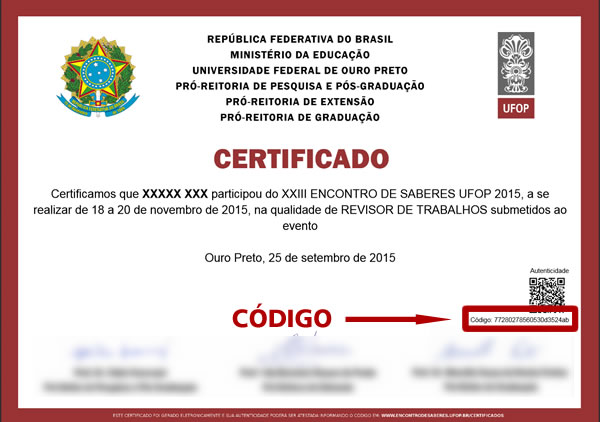 REPÚBLICA FEDERATIVA DO BRASIL
MINISTÉRIO DA EDUCAÇÃO
UNIVERSIDADE FEDERAL DE OURO PRETO
PRÓ-REITORIA DE PESQUISA E PÓS-GRADUAÇÃO
PRÓ-REITORIA DE EXTENSÃO
PRÓ-REITORIA DE GRADUAÇÃO
UFOP
CERTIFICADO
Certificamos que XXXXX XXX participou do XXIII ENCONTRO DE SABERES UFOP 2015, a se
realizar de 18 a 20 de novembro de 2015, na qualidade de REVISOR DE TRABALHOS submetidos ao
evento
Ouro Preto, 25 de setembro de 2015
Autenticidade
CÓDIGO
Código: 77280278560530d3524ab
ESTE CERTIFICADO FOI GERADO ELETRONICAMENTE E SUA AUTENTICIDADE PODERÁ SER ATESTADA INFORMANDO O CÓDIGO EM: WWW.ENCONTRODESABERES.UFOP.BR/CERTIFICADOS